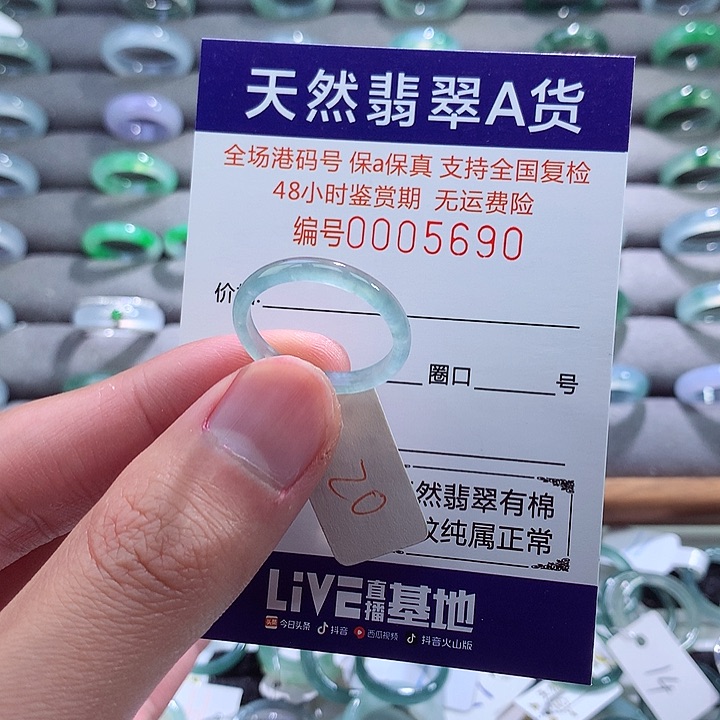 天然翡翠A货
全场港码号 保a保真 支持全国复检
48小时鉴赏期 无运费险
编号0005690
价
圈口 号
20
然翡翠有棉
纹纯属正常
LiVE直播基地
头条 今日头条 抖音 西瓜视频 抖音火山版
14